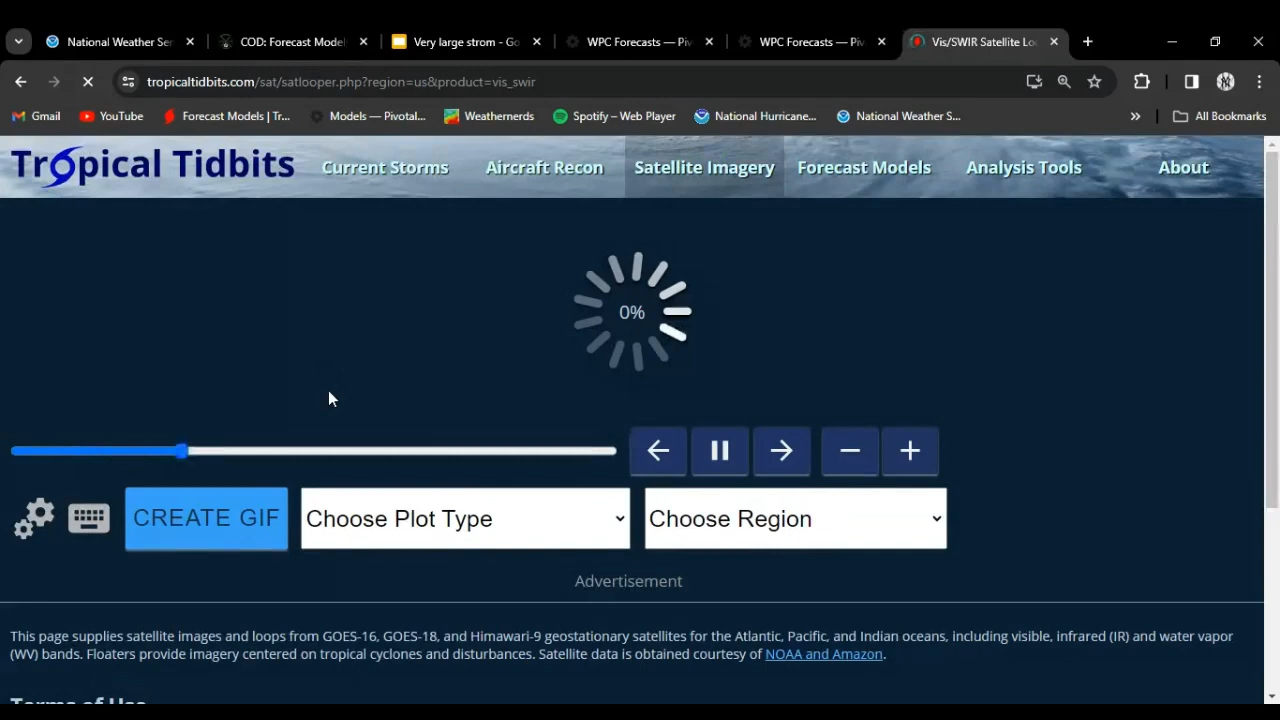 National Weather Ser
COD: Forecast Model
Very large strom - Go
WPC Forecasts — Piv
WPC Forecasts — Piv
Vis/SWIR Satellite Lo
tropicaltidbits.com/sat/satlooper.php?region=us&product=vis_swir
Gmail
YouTube
Forecast Models | Tr...
Models — Pivotal...
Weathernerds
Spotify – Web Player
National Hurricane...
National Weather S...
All Bookmarks
Tropical Tidbits
Current Storms
Aircraft Recon
Satellite Imagery
Forecast Models
Analysis Tools
About
0%
CREATE GIF
Choose Plot Type
Choose Region
Advertisement
This page supplies satellite images and loops from GOES-16, GOES-18, and Himawari-9 geostationary satellites for the Atlantic, Pacific, and Indian oceans, including visible, infrared (IR) and water vapor
(WV) bands. Floaters provide imagery centered on tropical cyclones and disturbances. Satellite data is obtained courtesy of NOAA and Amazon.
Terms of Use